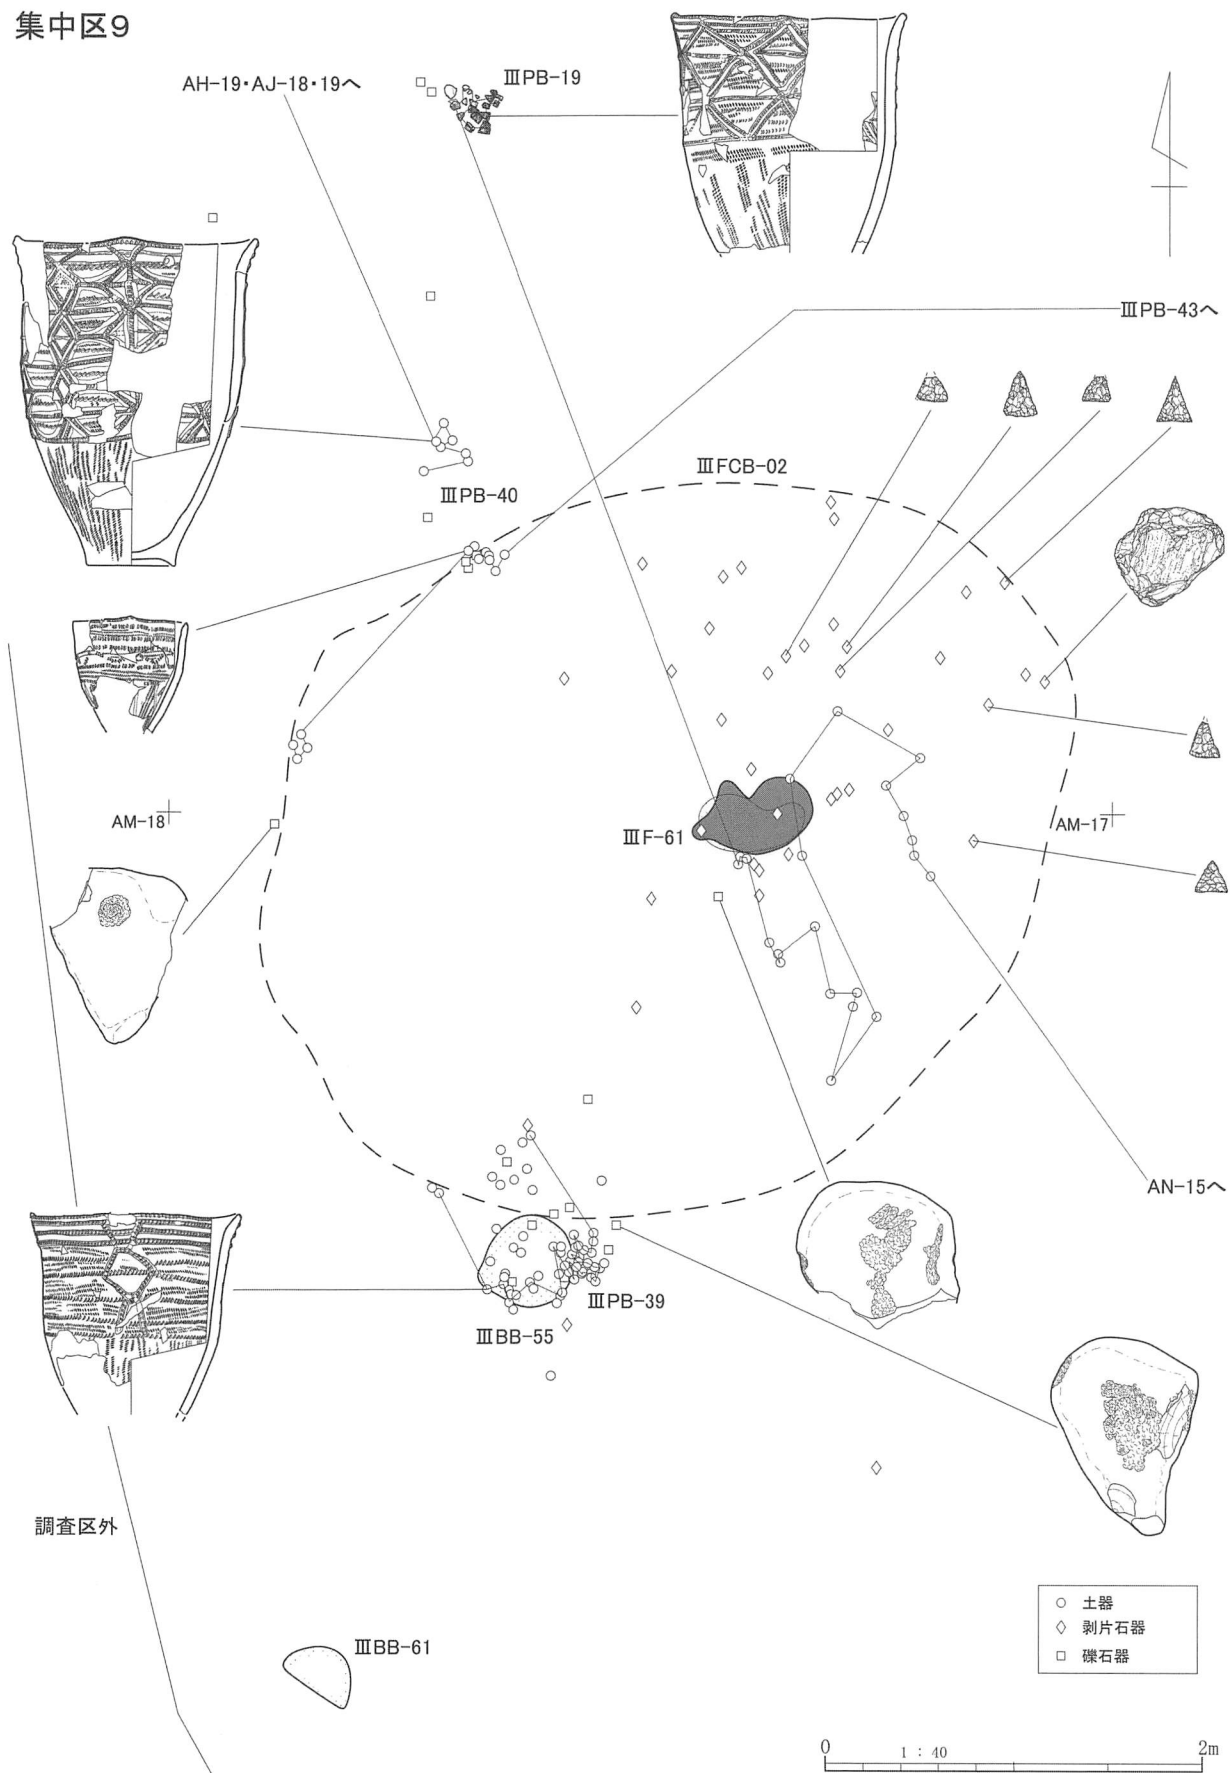 集中区9
AH-19・AJ-18・19へ
ⅢPB-19
ⅢPB-43へ
ⅢFCB-02
ⅢPB-40
AM-18
ⅢF-61
AM-17
AN-15へ
ⅢPB-39
ⅢBB-55
調査区外
ⅢBB-61
○ 土器
◇ 剥片石器
□ 礫石器
0 1 : 40 2m